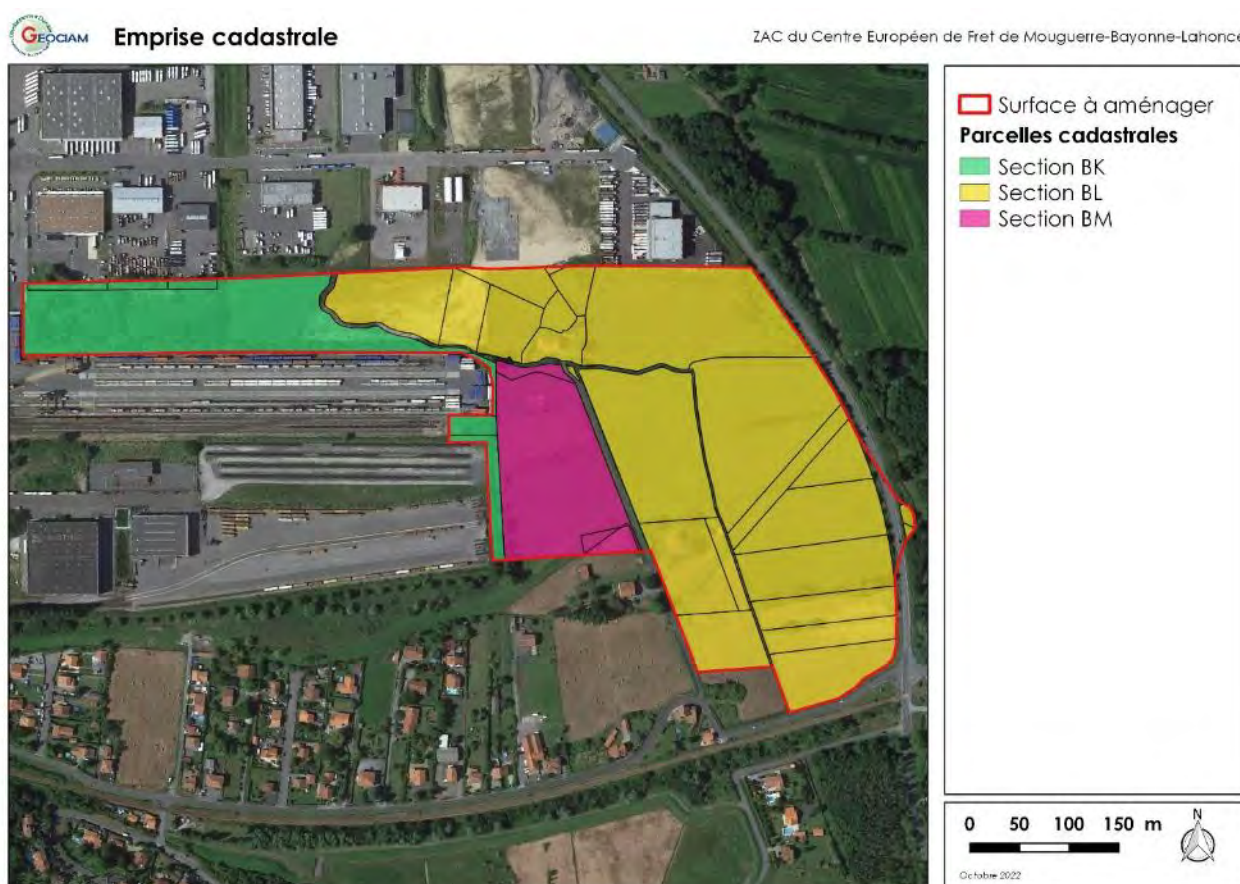 GEOCIAM
Emprise cadastrale
ZAC du Centre Européen de Fret de Mouguerre-Bayonne-Lahonce
Surface à aménager
Parcelles cadastrales
Section BK
Section BL
Section BM
0 50 100 150 m
N
Octobre 2022